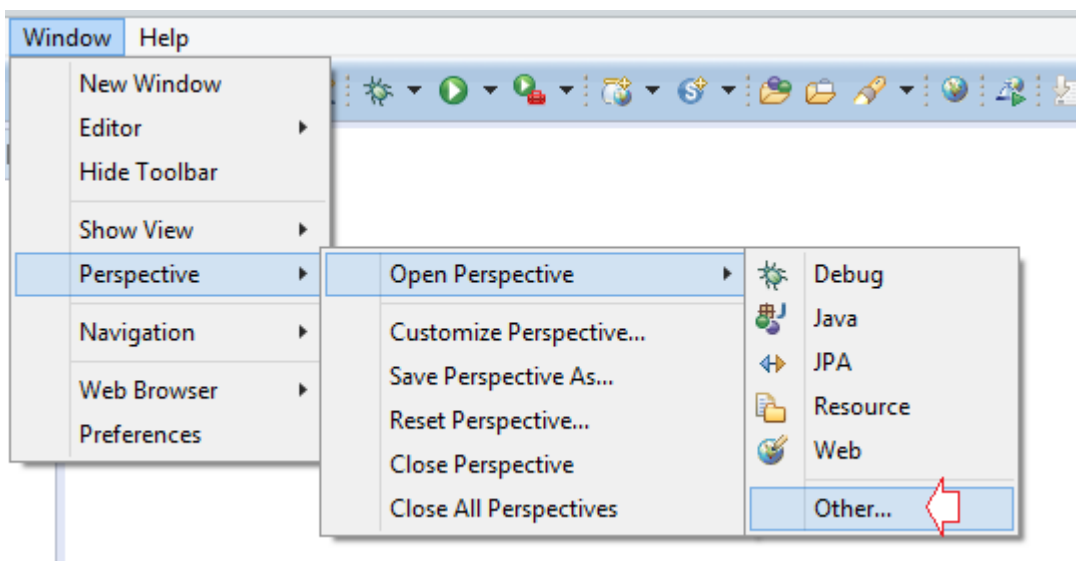 Window Help
New Window
Editor
Hide Toolbar
Show View
Perspective
Navigation
Web Browser
Preferences
Open Perspective
Customize Perspective...
Save Perspective As...
Reset Perspective...
Close Perspective
Close All Perspectives
Debug
Java
JPA
Resource
Web
Other...